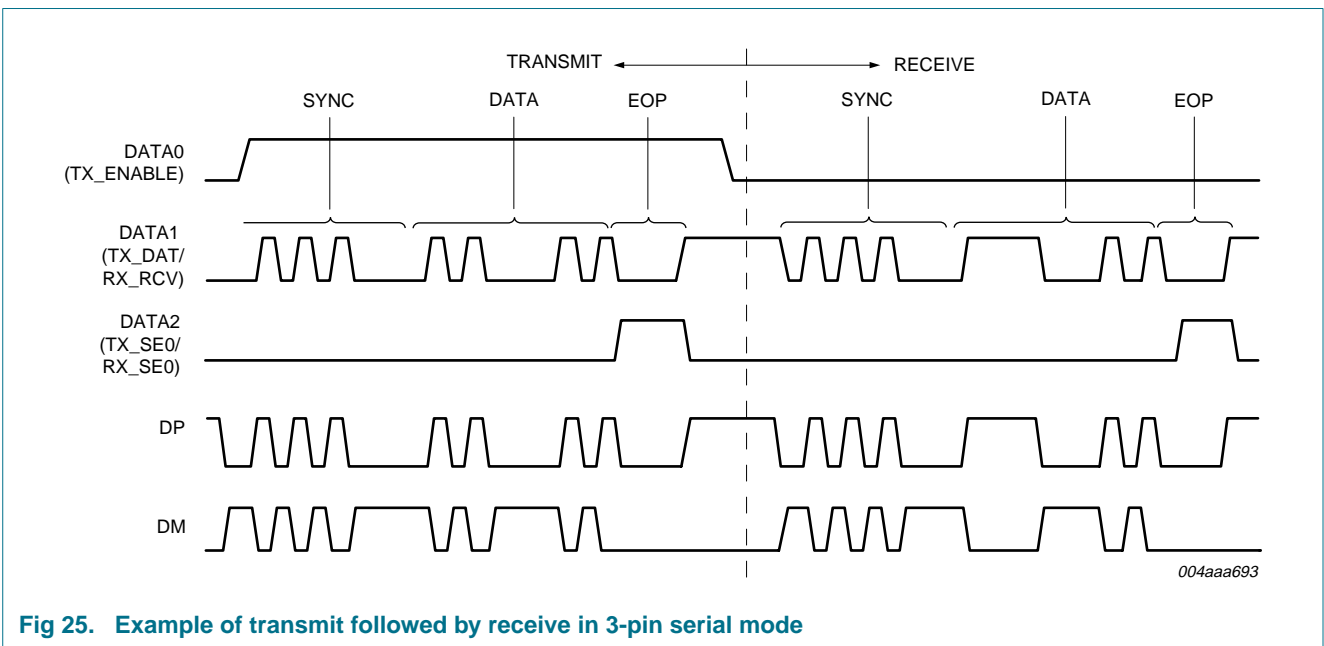 TRANSMIT RECEIVE
SYNC DATA EOP SYNC DATA EOP
DATA0
(TX_ENABLE)
DATA1
(TX_DAT/
RX_RCV)
DATA2
(TX_SE0/
RX_SE0)
DP
DM
004aaa693
Fig 25. Example of transmit followed by receive in 3-pin serial mode